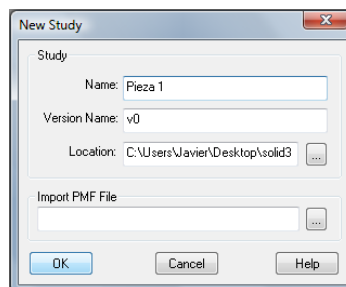 New Study
Study
Name: Pieza 1
Version Name: v0
Location: C:\Users\Javier\Desktop\solid3 ...
Import PMF File
...
OK Cancel Help